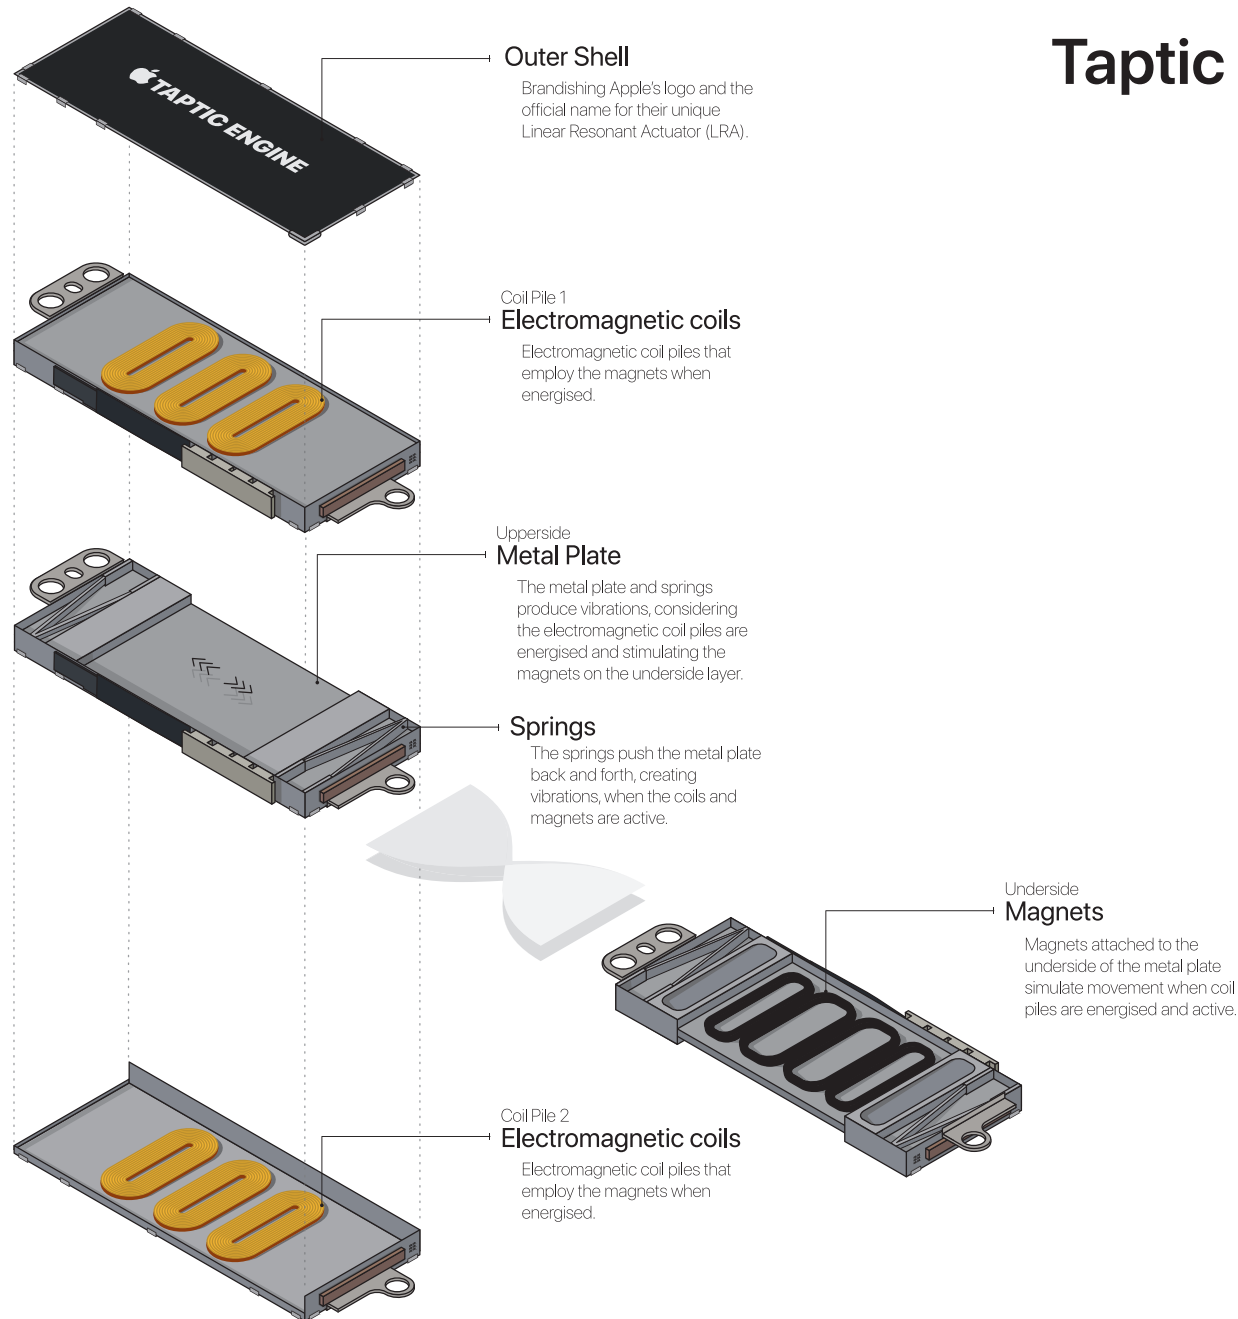 Taptic
TAPTIC ENGINE
Outer Shell
Brandishing Apple's logo and the
official name for their unique
Linear Resonant Actuator (LRA).
Coil Pile 1
Electromagnetic coils
Electromagnetic coil piles that
employ the magnets when
energised.
Upperside
Metal Plate
The metal plate and springs
produce vibrations, considering
the electromagnetic coil piles are
energised and stimulating the
magnets on the underside layer.
Springs
The springs push the metal plate
back and forth, creating
vibrations, when the coils and
magnets are active.
Underside
Magnets
Magnets attached to the
underside of the metal plate
simulate movement when coil
piles are energised and active.
Coil Pile 2
Electromagnetic coils
Electromagnetic coil piles that
employ the magnets when
energised.